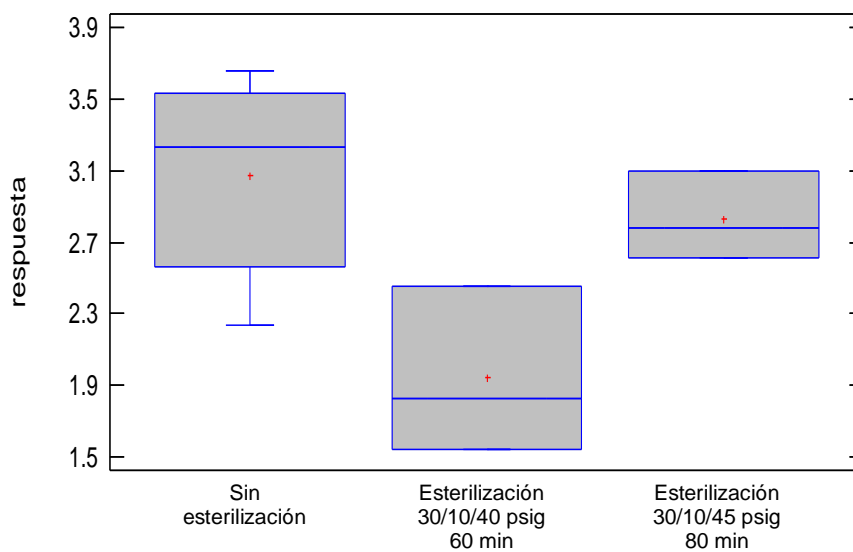 3.9
3.5
3.1
2.7
2.3
1.9
1.5
respuesta
Sin
esterilización
Esterilización
30/10/40 psig
60 min
Esterilización
30/10/45 psig
80 min